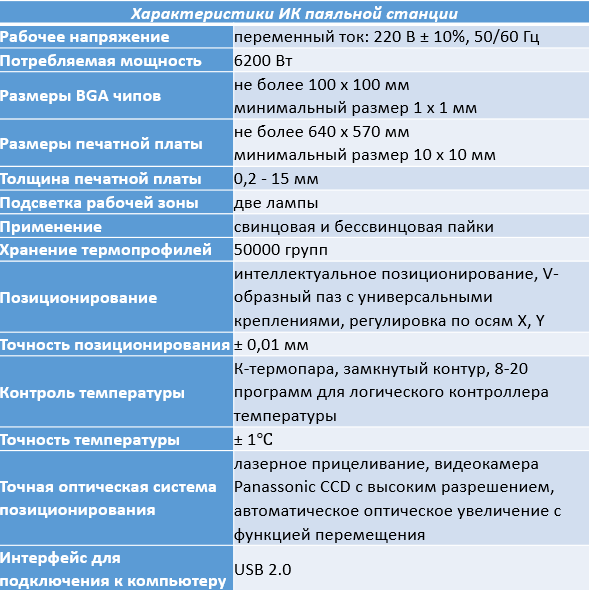 Характеристики ИК паяльной станции
Рабочее напряжение
переменный ток: 220 В ± 10%, 50/60 Гц
Потребляемая мощность
6200 Вт
Размеры BGA чипов
не более 100 х 100 мм
минимальный размер 1 х 1 мм
Размеры печатной платы
не более 640 х 570 мм
минимальный размер 10 х 10 мм
Толщина печатной платы
0,2 - 15 мм
Подсветка рабочей зоны
две лампы
Применение
свинцовая и бессвинцовая пайки
Хранение термопрофилей
50000 групп
Позиционирование
интеллектуальное позиционирование, V-
образный паз с универсальными
креплениями, регулировка по осям X, Y
Точность позиционирования
± 0,01 мм
Контроль температуры
К-термопара, замкнутый контур, 8-20
программ для логического контроллера
температуры
Точность температуры
± 1℃
Точная оптическая система
позиционирования
лазерное прицеливание, видеокамера
Panassonic CCD с высоким разрешением,
автоматическое оптическое увеличение с
функцией перемещения
Интерфейс для
подключения к компьютеру
USB 2.0